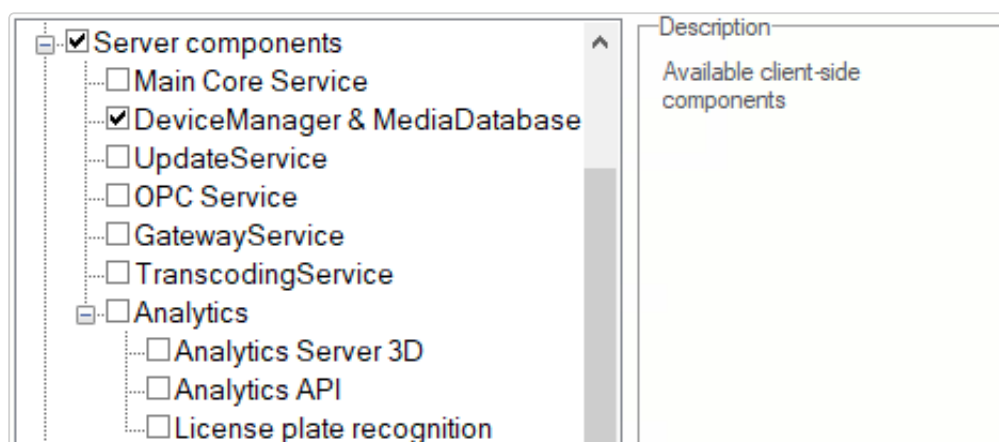 Server components
Main Core Service
DeviceManager & MediaDatabase
UpdateService
OPC Service
GatewayService
TranscodingService
Analytics
Analytics Server 3D
Analytics API
License plate recognition
Description
Available client-side
components